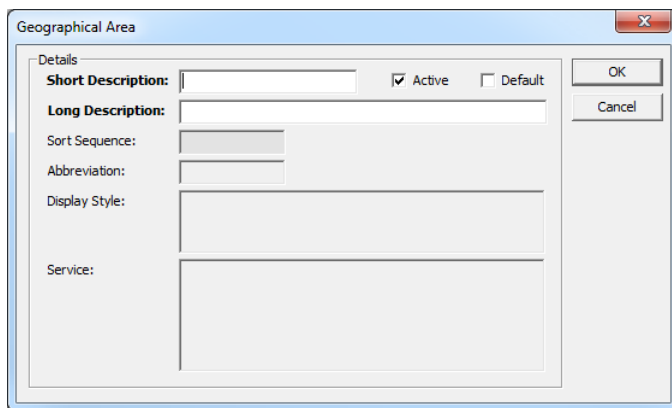 Geographical Area
Details
Short Description: Active Default
Long Description:
Sort Sequence:
Abbreviation:
Display Style:
Service:
OK
Cancel